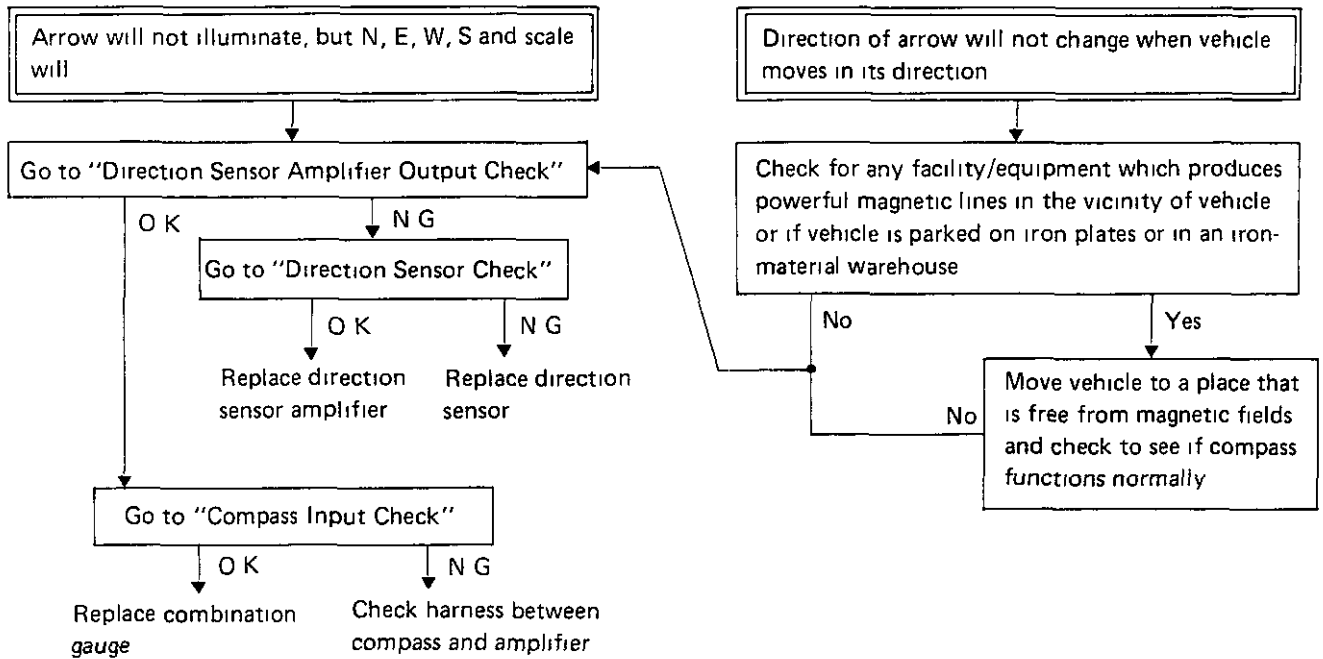 Arrow will not illuminate, but N, E, W, S and scale
will
Go to "Direction Sensor Amplifier Output Check"
O K
N G
Go to "Direction Sensor Check"
O K
N G
Replace direction
sensor amplifier
Replace direction
sensor
Go to "Compass Input Check"
O K
N G
Replace combination
gauge
Check harness between
compass and amplifier
Direction of arrow will not change when vehicle
moves in its direction
Check for any facility/equipment which produces
powerful magnetic lines in the vicinity of vehicle
or if vehicle is parked on iron plates or in an iron-
material warehouse
No
Yes
Move vehicle to a place that
is free from magnetic fields
and check to see if compass
functions normally
No